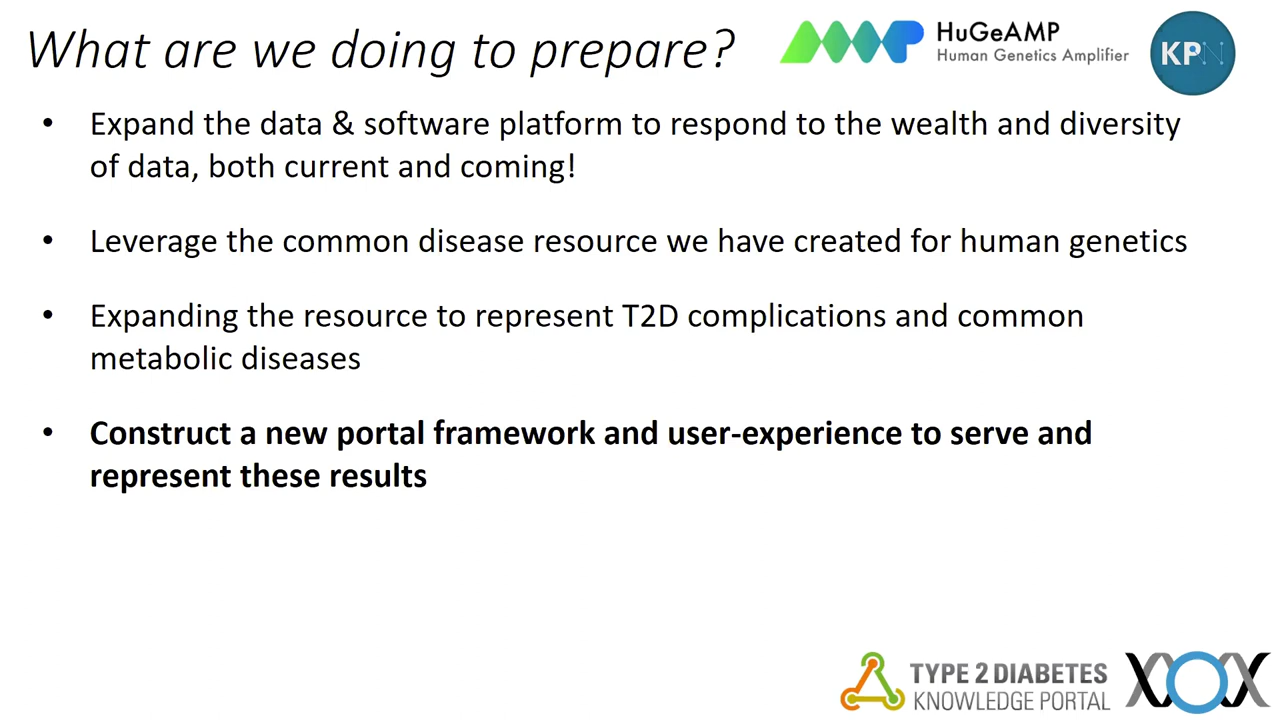 What are we doing to prepare?
HuGeAMP
Human Genetics Amplifier
KPN
• Expand the data & software platform to respond to the wealth and diversity
of data, both current and coming!
• Leverage the common disease resource we have created for human genetics
• Expanding the resource to represent T2D complications and common
metabolic diseases
• Construct a new portal framework and user-experience to serve and
represent these results
TYPE 2 DIABETES
KNOWLEDGE PORTAL